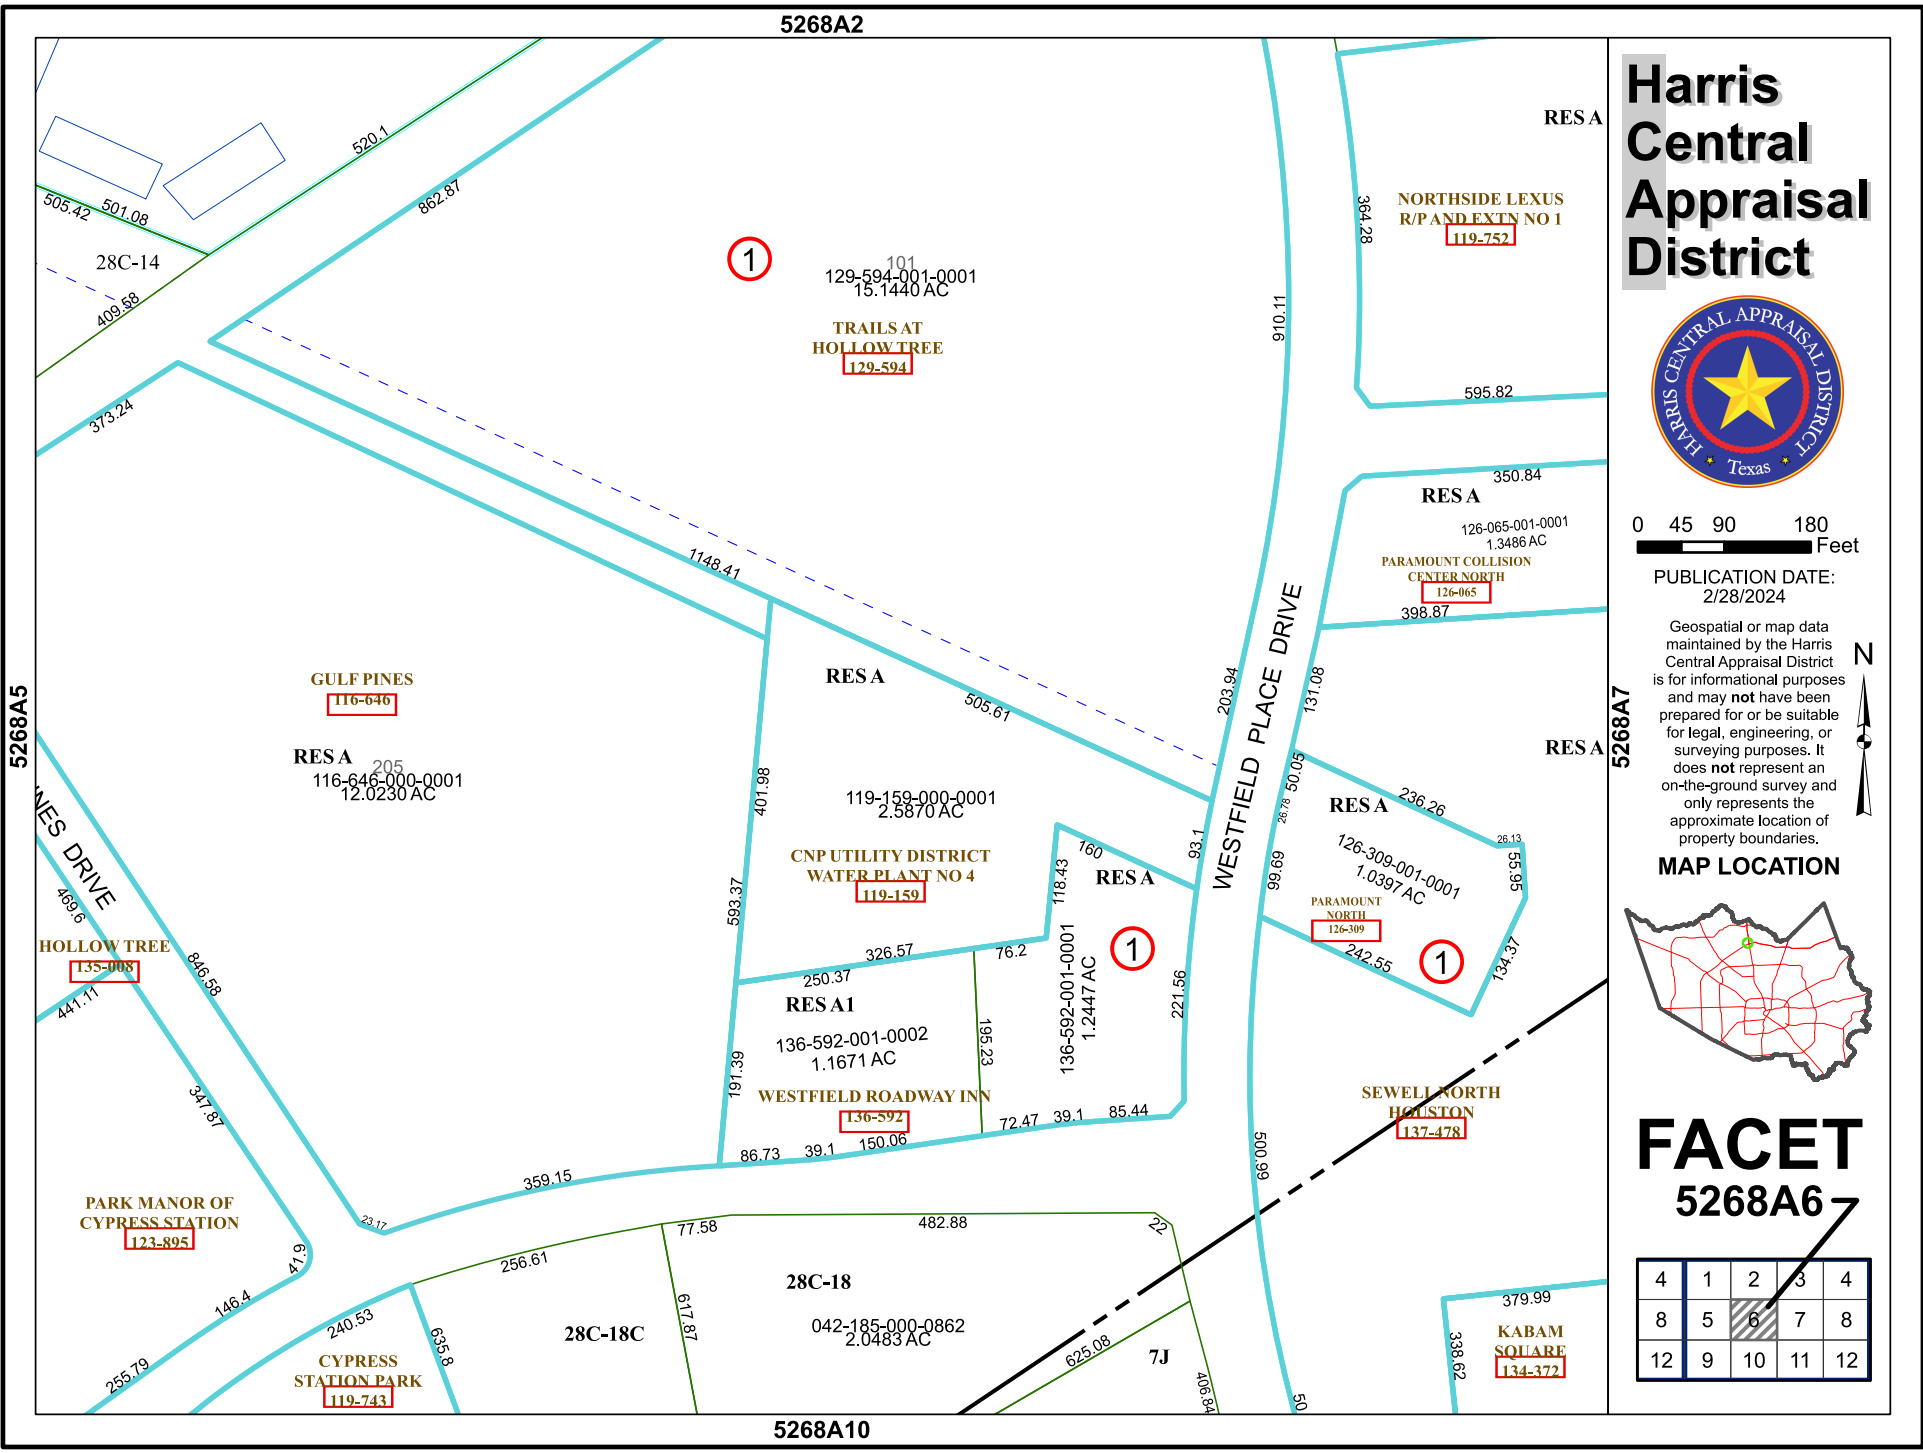 5268A2
Harris
Central
Appraisal
District
HARRIS CENTRAL APPRAISAL DISTRICT
Texas
0 45 90 180
Feet
PUBLICATION DATE:
2/28/2024
Geospatial or map data
maintained by the Harris
Central Appraisal District
is for informational purposes
and may not have been
prepared for or be suitable
for legal, engineering, or
surveying purposes. It
does not represent an
on-the-ground survey and
only represents the
approximate location of
property boundaries.
N
MAP LOCATION
FACET
5268A6
4 1 2 3 4
8 5 6 7 8
12 9 10 11 12
5268A5
5268A7
5268A10
520.1
862.87
505.42
501.08
28C-14
409.58
373.24
1
101
129-594-001-0001
15.1440 AC
TRAILS AT
HOLLOW TREE
129-594
910.11
364.28
RES A
NORTHSIDE LEXUS
R/P AND EXTN NO 1
119-752
595.82
350.84
RES A
126-065-001-0001
1.3486 AC
PARAMOUNT COLLISION
CENTER NORTH
126-065
398.87
1148.41
505.61
203.94
131.08
WESTFIELD PLACE DRIVE
GULF PINES
116-646
RES A
205
116-646-000-0001
12.0230 AC
RES A
401.98
593.37
119-159-000-0001
2.5870 AC
CNP UTILITY DISTRICT
WATER PLANT NO 4
119-159
326.57
76.2
118.43
160
93.1
RES A
1
136-592-001-0001
1.2447 AC
221.56
RES A
50.05
26.78
99.69
RES A
236.26
26.13
55.95
126-309-001-0001
1.0397 AC
PARAMOUNT
NORTH
126-309
242.55
1
134.37
250.37
RES A1
136-592-001-0002
1.1671 AC
195.23
191.39
WESTFIELD ROADWAY INN
136-592
86.73
39.1
150.06
72.47
39.1
85.44
INES DRIVE
469.6
846.58
HOLLOW TREE
135-008
441.11
347.87
PARK MANOR OF
CYPRESS STATION
123-895
41.6
146.4
255.79
23.17
359.15
256.61
240.53
635.8
CYPRESS
STATION PARK
119-743
77.58
482.88
22
617.87
28C-18C
28C-18
042-185-000-0862
2.0483 AC
625.08
7J
406.84
500.99
50
SEWELL NORTH
HOUSTON
137-478
379.99
338.62
KABAM
SQUARE
134-372